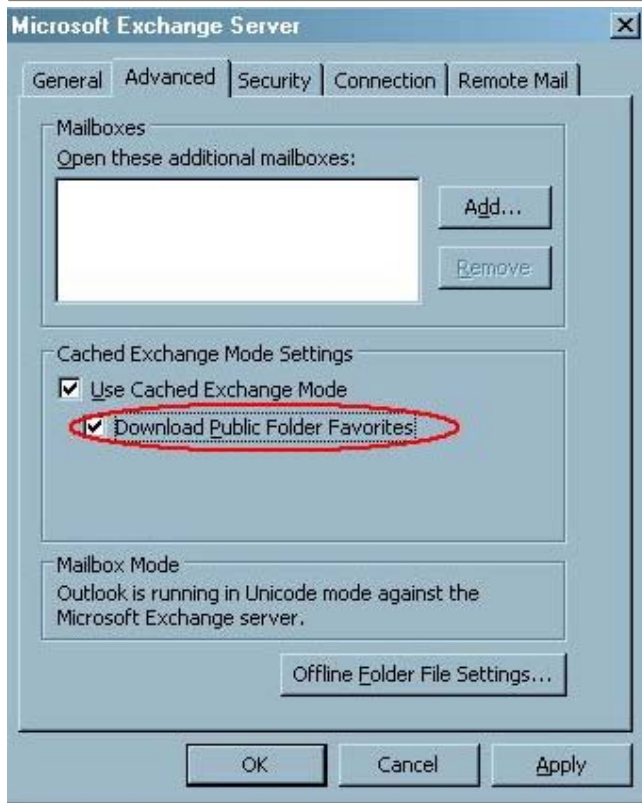 Microsoft Exchange Server
General Advanced Security Connection Remote Mail
Mailboxes
Open these additional mailboxes:
Add...
Remove
Cached Exchange Mode Settings
Use Cached Exchange Mode
Download Public Folder Favorites
Mailbox Mode
Outlook is running in Unicode mode against the
Microsoft Exchange server.
Offline Folder File Settings...
OK Cancel Apply